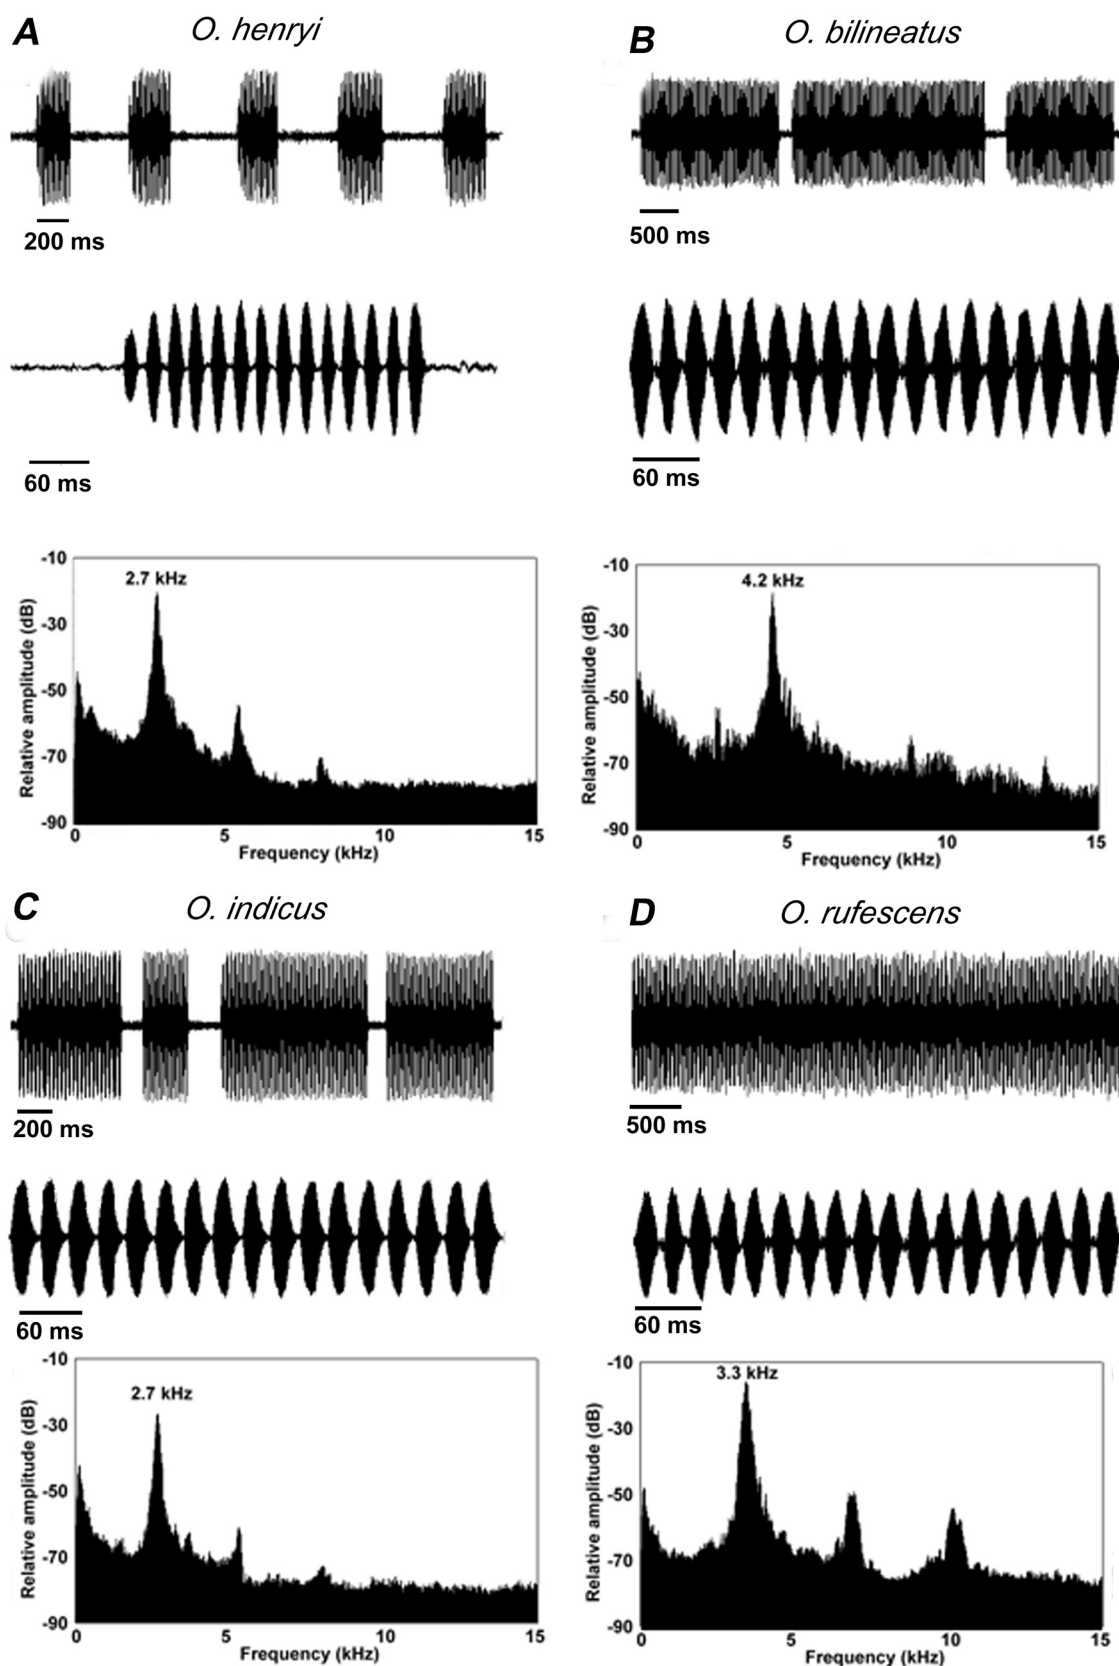 A O. henryi
200 ms
60 ms
-10
2.7 kHz
-30
-50
-70
-90
Relative amplitude (dB)
0 5 10 15
Frequency (kHz)
B O. bilineatus
500 ms
60 ms
-10
4.2 kHz
-30
-50
-70
-90
Relative amplitude (dB)
0 5 10 15
Frequency (kHz)
C O. indicus
200 ms
60 ms
-10
2.7 kHz
-30
-50
-70
-90
Relative amplitude (dB)
0 5 10 15
Frequency (kHz)
D O. rufescens
500 ms
60 ms
-10
3.3 kHz
-30
-50
-70
-90
Relative amplitude (dB)
0 5 10 15
Frequency (kHz)